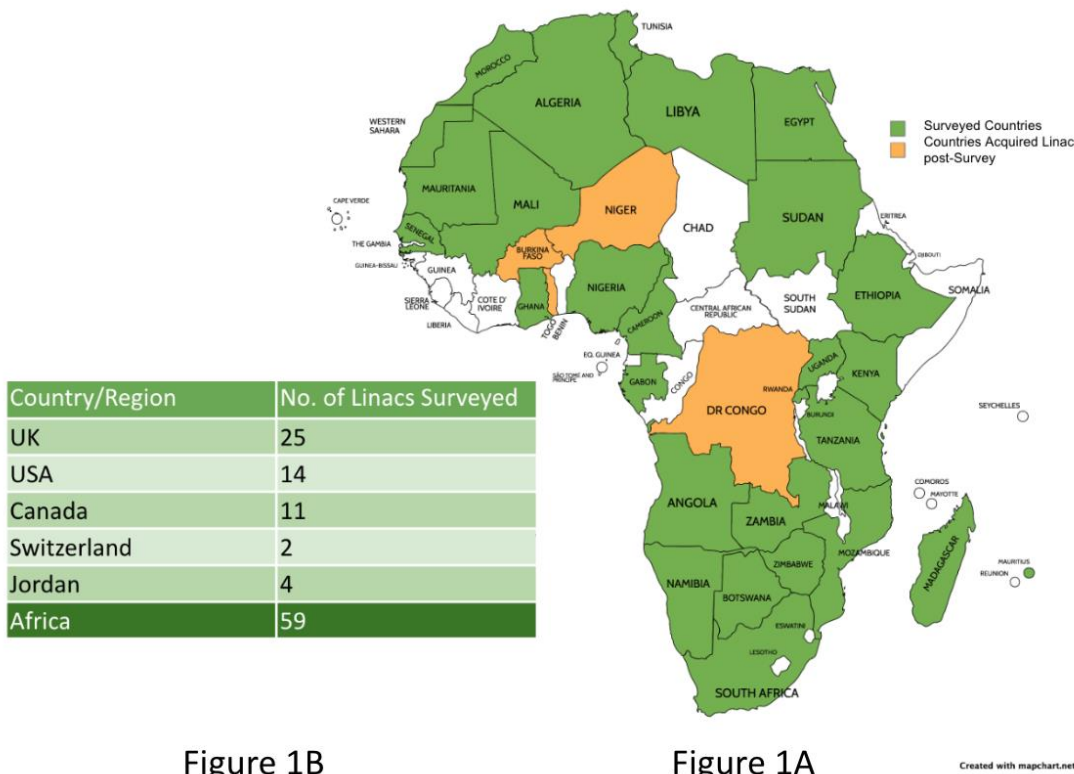 TUNISIA
MOROCCO
ALGERIA
LIBYA
EGYPT
WESTERN
SAHARA
Surveyed Countries
Countries Acquired Linac
post-Survey
MAURITANIA
MALI
NIGER
CHAD
SUDAN
ERITREA
CAPE VERDE
SENEGAL
THE GAMBIA
GUINEA-BISSAU
GUINEA
BURKINA
FASO
DJIBOUTI
SIERRA
LEONE
COTE D'
IVOIRE
GHANA
NIGERIA
SOUTH
SUDAN
ETHIOPIA
SOMALIA
LIBERIA
TOGO
BENIN
CAMEROON
CENTRAL AFRICAN
REPUBLIC
EQ. GUINEA
SÃO TOMÉ AND
PRINCIPE
GABON
CONGO
UGANDA
KENYA
RWANDA
DR CONGO
BURUNDI
TANZANIA
SEYCHELLES
COMOROS
MAYOTTE
ANGOLA
MALAWI
ZAMBIA
MOZAMBIQUE
MADAGASCAR
MAURITIUS
REUNION
ZIMBABWE
NAMIBIA
BOTSWANA
ESWATINI
LESOTHO
SOUTH AFRICA
Country/Region No. of Linacs Surveyed
UK 25
USA 14
Canada 11
Switzerland 2
Jordan 4
Africa 59
Figure 1B
Figure 1A
Created with mapchart.net